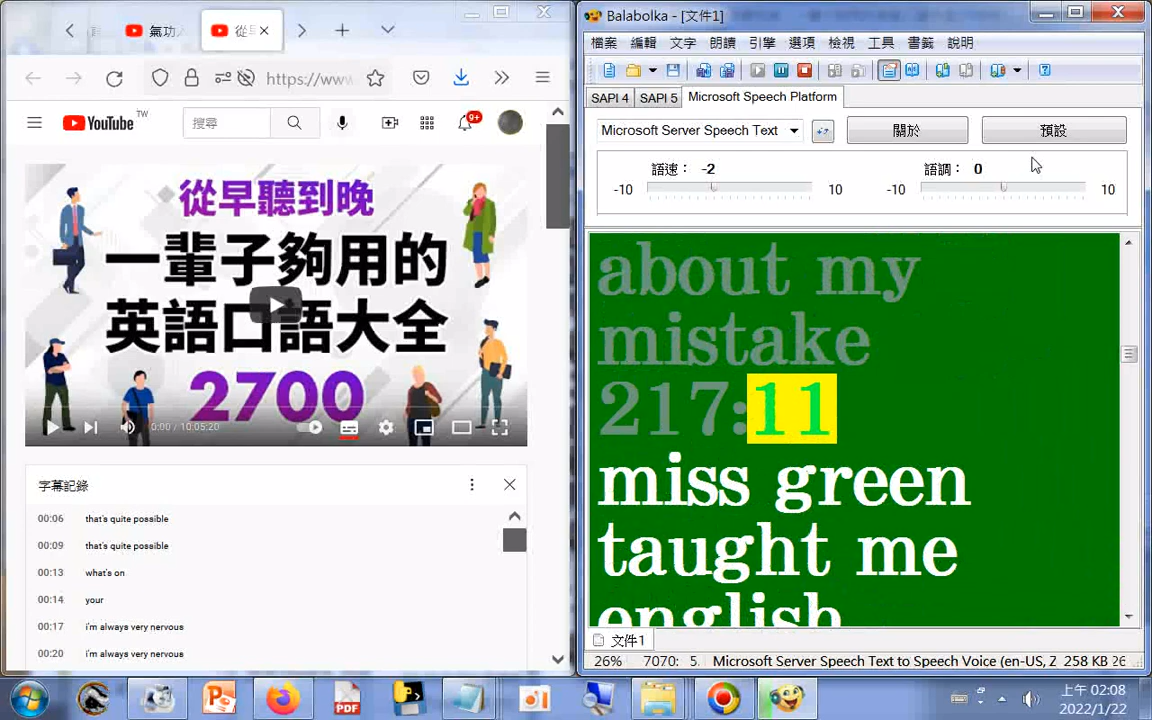 氣功
從
https://www
YouTube TW
搜尋
9+
從早聽到晚
一輩子夠用的
英語口語大全
2700
0:00 / 10:05:20
字幕記錄
00:06 that's quite possible
00:09 that's quite possible
00:13 what's on
00:14 your
00:17 i'm always very nervous
00:20 i'm always very nervous
Balabolka - [文件1]
檔案 編輯 文字 朗讀 引擎 選項 檢視 工具 書籤 說明
SAPI 4 SAPI 5 Microsoft Speech Platform
Microsoft Server Speech Text 關於 預設
語速： -2 語調： 0
-10 10 -10 10
about my
mistake
217:11
miss green
taught me
english
文件1
26% 7070: 5. Microsoft Server Speech Text to Speech Voice (en-US, Z 258 KB 26
PDF
上午 02:08
2022/1/22